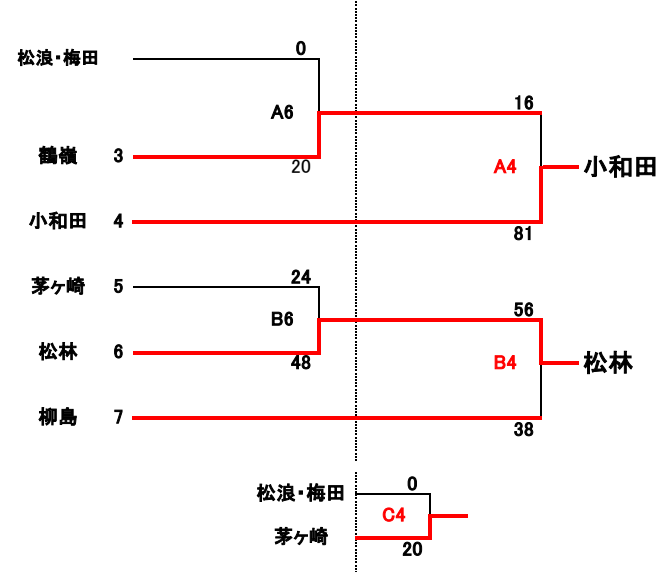 0
松浪・梅田
16
A6
鶴嶺 3
20
A4 小和田
小和田 4
81
24
茅ヶ崎 5
56
B6
松林 6
48
B4 松林
柳島 7
38
0
松浪・梅田
C4
茅ヶ崎
20